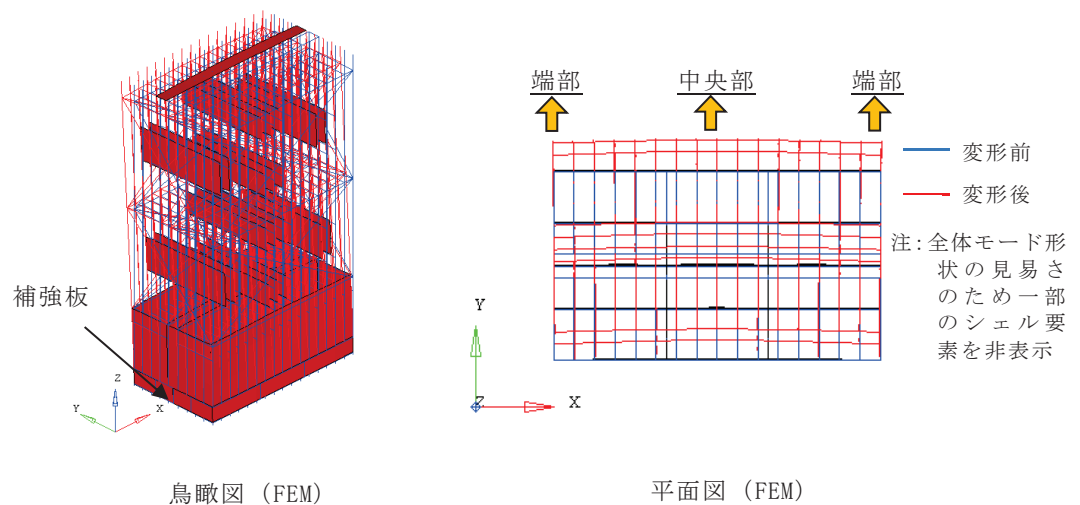 補強板
Z
Y
X
鳥瞰図 (FEM)
端部
中央部
端部
変形前
変形後
注:全体モード形
状の見易さ
のため一部
のシェル要
素を非表示
Y
Z
X
平面図 (FEM)